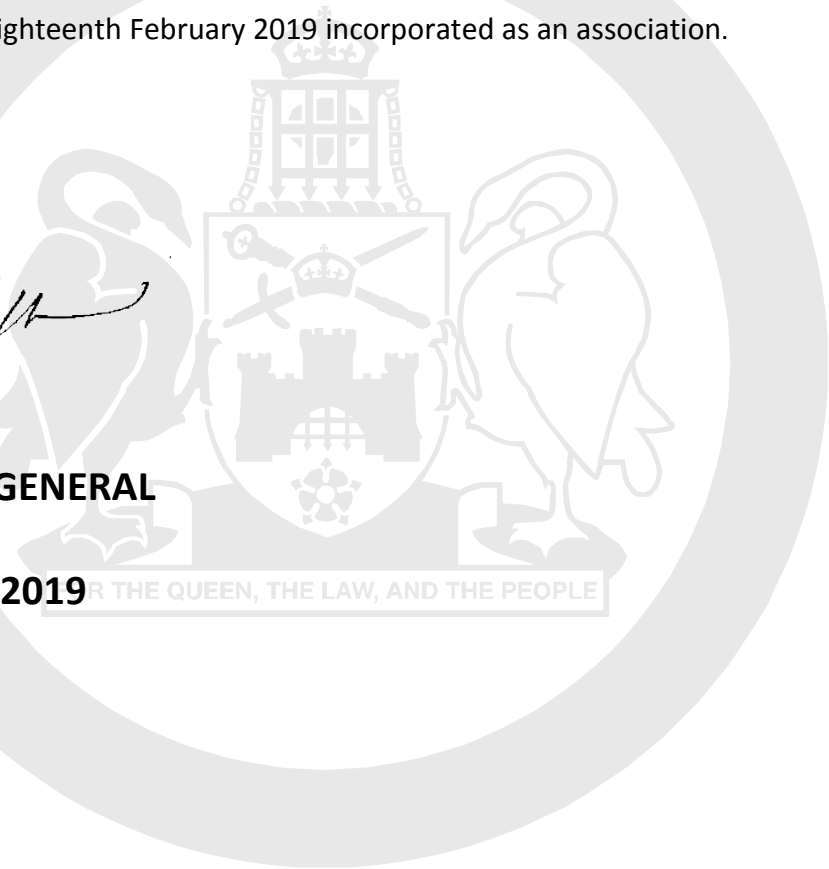 ighteenth February 2019 incorporated as an association.
GENERAL
2019
R THE QUEEN, THE LAW, AND THE PEOPLE